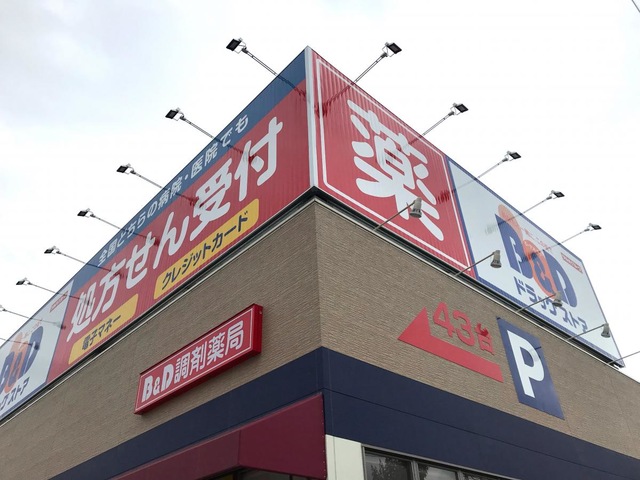 全国どちらの病院・医院でも
処方せん受付
電子マネー
クレジットカード
B&D
薬
B&D
ドラッグストア
B&D調剤薬局
43台
P